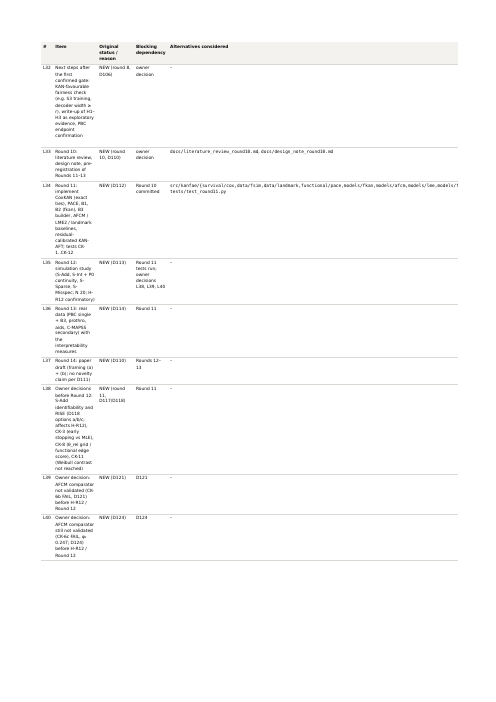 # Item Original status / reason Blocking dependency Alternatives considered
L32 Next steps after NEW (round 8, owner –
the first D106) decision
confirmed gate:
KAN-favourable
fairness check
(e.g. S3 training,
decoder width ≥
r), write-up of H1-
H3 as exploratory
evidence, PBC
endpoint
confirmation
L33 Round 10: NEW (round owner docs/literature_review_round10.md, docs/design_note_round10.md
literature review, 10, D110) decision
design note, pre-
registration of
Rounds 11-13
L34 Round 11: NEW (D112) Round 10 src/kanfae/{survival/cox,data/fsim,data/landmark,functional/pace,models/fkan,models/afcm,models/lme,models/
implement committed tests/test_round11.py
CoxKAN (exact
ties), PACE, B1,
B2 (fkan), B3
builder, AFCM /
LME2 / landmark-
baselines,
residual-
calibrated KAN-
AFT; tests CK-
1..CK-12
L35 Round 12: NEW (D113) Round 11 –
simulation study tests run;
(S-Add, S-Int + P0 owner
continuity, S- decisions
Sparse, S- L38, L39, L40
Misspec; N 20; H-
R12 confirmatory)
L36 Round 13: real NEW (D114) Round 11 –
data (PBC single
+ B3, prothro,
aids, C-MAPSS
secondary) with
the
interpretability
measures
L37 Round 14: paper NEW (D110) Rounds 12– –
draft (framing (a) 13
+ (b); no novelty
claim per D111)
L38 Owner decisions NEW (round Round 11 –
before Round 12: 11,
S-Add D117/D118)
identifiability and
RISE (D118
options a/b/c,
affects H-R12),
CK-3 (early
stopping vs MLE),
CK-8 (B_rel grid /
functional edge
score), CK-11
(Weibull contrast
not reached)
L39 Owner decision: NEW (D121) D121 –
AFCM comparator
not validated (CK-
6b FAIL, D121)
before H-R12 /
Round 12
L40 Owner decision: NEW (D124) D124 –
AFCM comparator
still not validated
(CK-6c FAIL,
0.247; D124)
before H-R12 /
Round 12